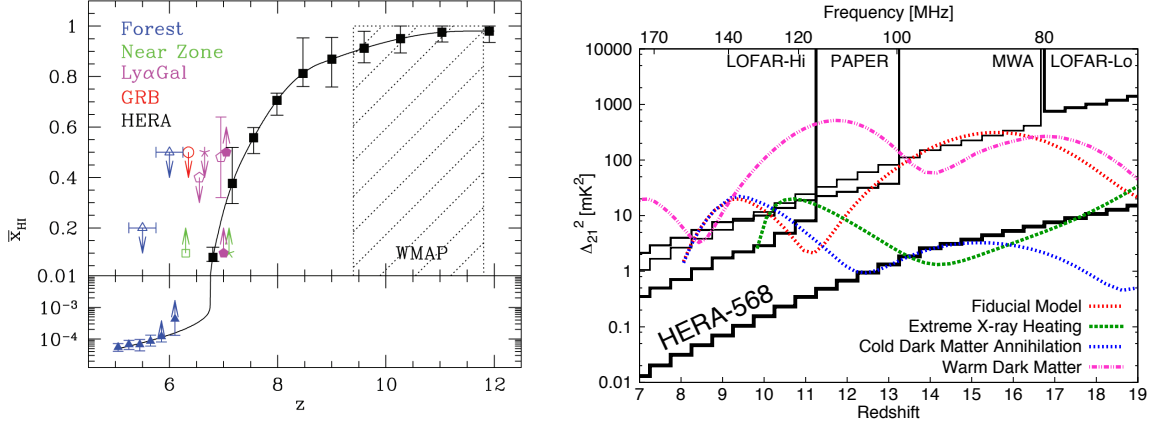 Forest
Near Zone
LyαGal
GRB
HERA
WMAP
x̄HI
1
0.8
0.6
0.4
0.2
0.01
10⁻³
10⁻⁴
6 8 10 12
z
Frequency [MHz]
170 140 130 120 110 100 90 80
LOFAR-Hi PAPER MWA LOFAR-Lo
Δ21² [mK²]
10000
1000
100
10
1
0.1
0.01
HERA-568
Fiducial Model
Extreme X-ray Heating
Cold Dark Matter Annihilation
Warm Dark Matter
7 8 9 10 11 12 13 14 15 16 17 18 19
Redshift